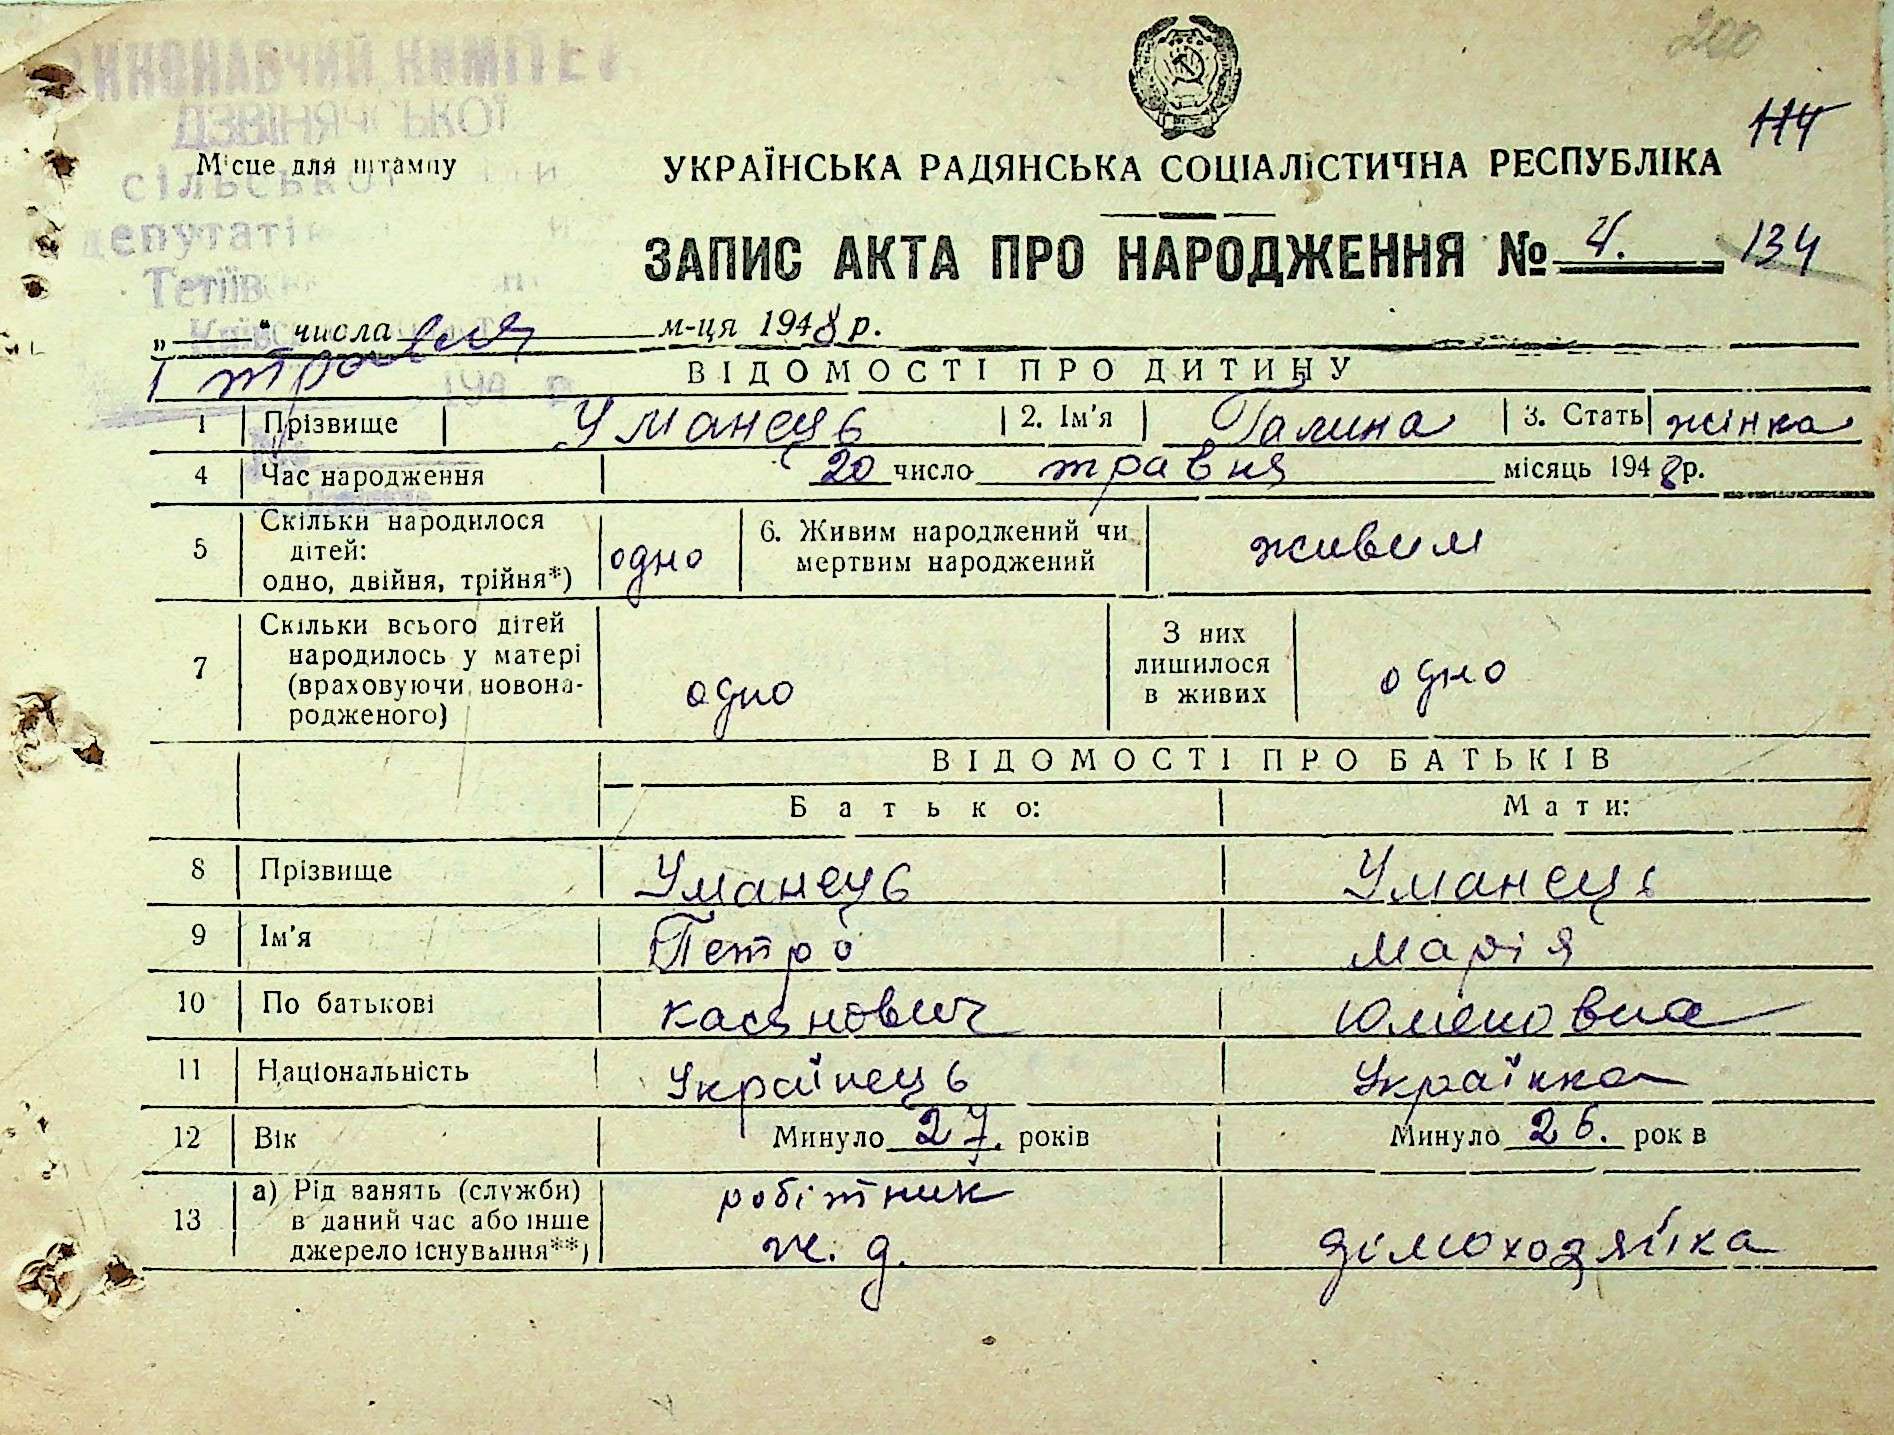 200
ВИКОНАВЧИЙ КОМІТЕТ
ДЗВІНЯЧСЬКОЇ
Місце для штампу
сільської
депутатів
Тетіївс
114
УКРАЇНСЬКА РАДЯНСЬКА СОЦІАЛІСТИЧНА РЕСПУБЛІКА
ЗАПИС АКТА ПРО НАРОДЖЕННЯ № 4. 134
„ “ числа м-ця 1948 р.
1 травня
ВІДОМОСТІ ПРО ДИТИНУ
1 Прізвище Уманець 2. Ім'я Галина 3. Стать жінка
4 Час народження 20 число травня місяць 1948 р.
5 Скільки народилося дітей: одно, двійня, трійня*) одно 6. Живим народжений чи мертвим народжений живим
7 Скільки всього дітей народилось у матері (враховуючи новонародженого) одно З них лишилося в живих одно
ВІДОМОСТІ ПРО БАТЬКІВ
Батько: Мати:
8 Прізвище Уманець Уманець
9 Ім'я Петро Марія
10 По батькові Касянович Юменовна
11 Національність Українець Українка
12 Вік Минуло 27. років Минуло 26. років
13 а) Рід занять (служби) в даний час або інше джерело існування**) робітник ж. д. домоходяйка